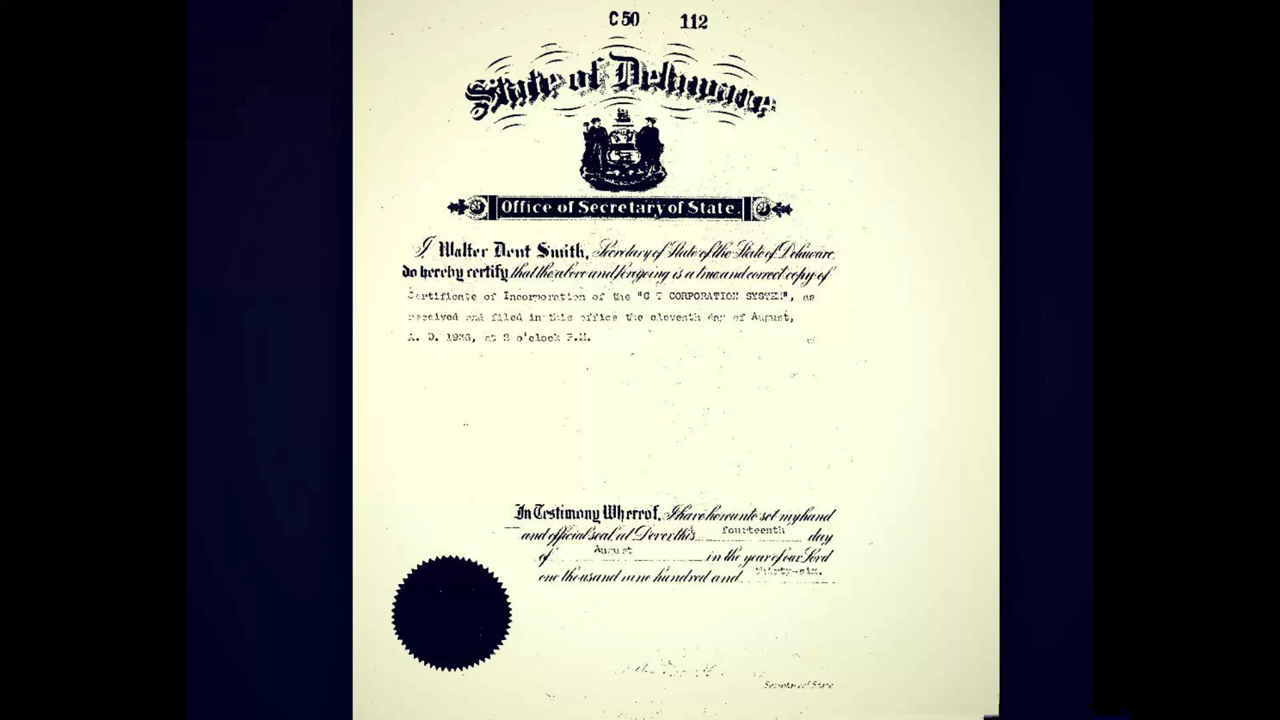 C 50 112
State of Delaware
Office of Secretary of State.
I Walter Dent Smith, Secretary of State of the State of Delaware,
do hereby certify that the above and foregoing is a true and correct copy of
Certificate of Incorporation of the "C T CORPORATION SYSTEM", as
received and filed in this office the eleventh day of August,
A. D. 1936, at 2 o'clock P.M.
In Testimony Whereof, I have hereunto set my hand
and official seal, at Dover this fourteenth day
of August in the year of our Lord
one thousand nine hundred and thirty-six.
Secretary of State